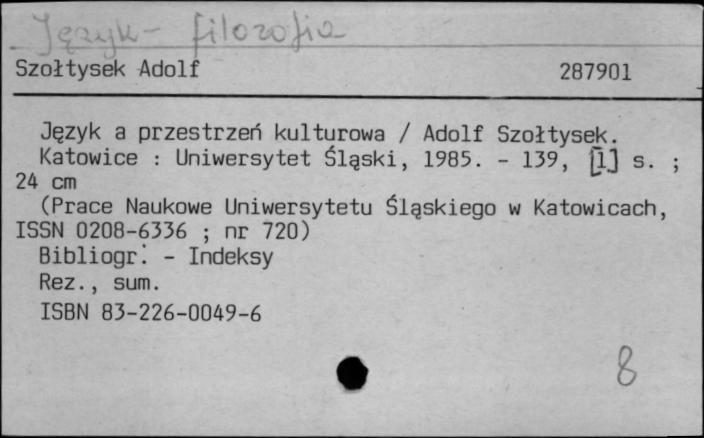 Język - filozofia
Szołtysek Adolf 287901
Język a przestrzeń kulturowa / Adolf Szołtysek.
Katowice : Uniwersytet Śląski, 1985. - 139, [1] s. ;
24 cm
(Prace Naukowe Uniwersytetu Śląskiego w Katowicach,
ISSN 0208-6336 ; nr 720)
Bibliogr. - Indeksy
Rez., sum.
ISBN 83-226-0049-6
8